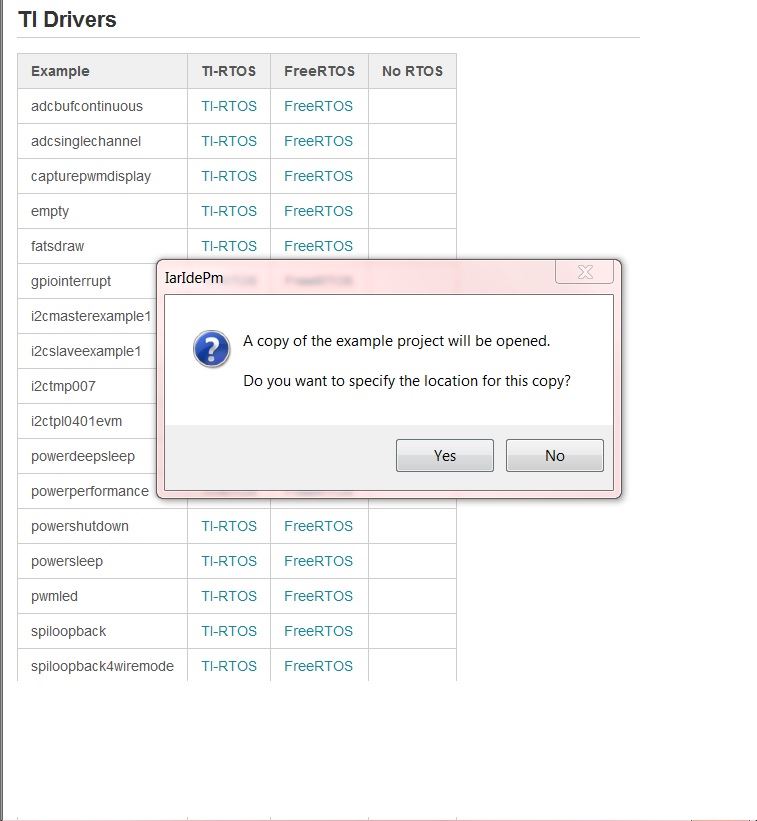 TI Drivers
Example TI-RTOS FreeRTOS No RTOS
adcbufcontinuous TI-RTOS FreeRTOS
adcsinglechannel TI-RTOS FreeRTOS
capturepwmdisplay TI-RTOS FreeRTOS
empty TI-RTOS FreeRTOS
fatsdraw TI-RTOS FreeRTOS
gpiointerrupt
i2cmasterexample1
i2cslaveexample1
i2ctmp007
i2ctpl0401evm
powerdeepsleep
powerperformance
IarIdePm
A copy of the example project will be opened.
Do you want to specify the location for this copy?
Yes No
powershutdown TI-RTOS FreeRTOS
powersleep TI-RTOS FreeRTOS
pwmled TI-RTOS FreeRTOS
spiloopback TI-RTOS FreeRTOS
spiloopback4wiremode TI-RTOS FreeRTOS